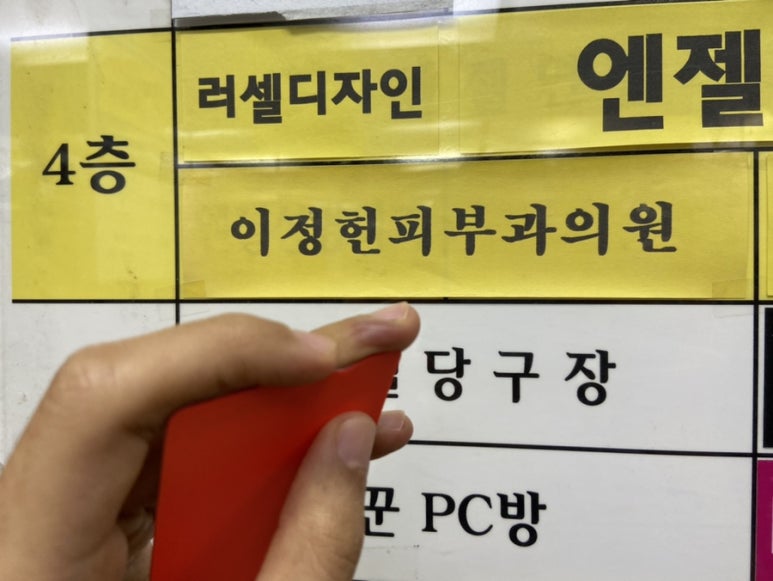 4층
러셀디자인 엔젤
이정헌피부과의원
당구장
PC방